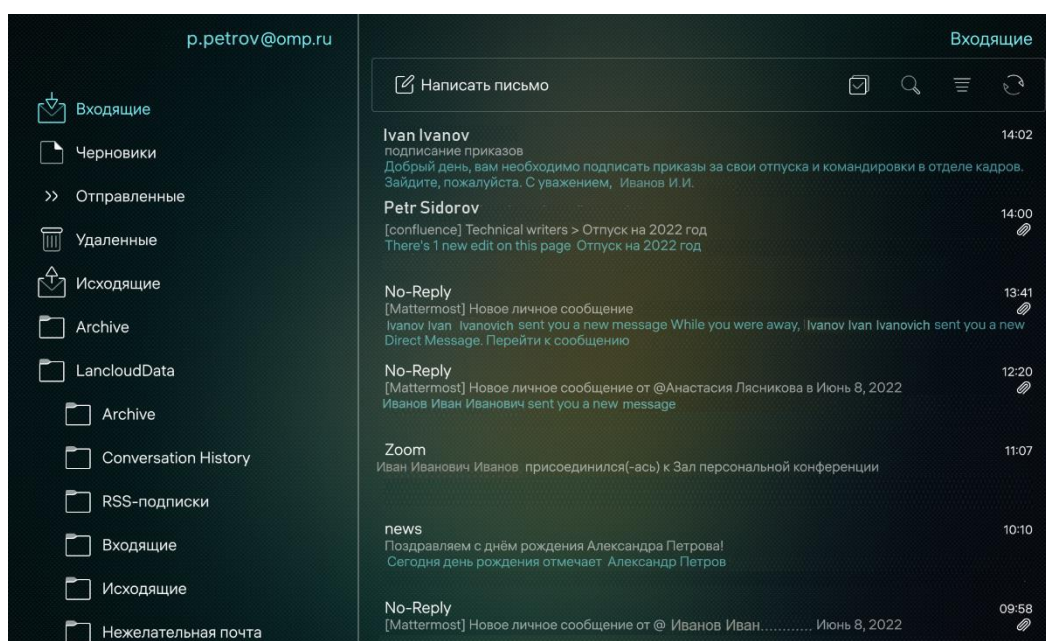 p.petrov@omp.ru
Входящие
Черновики
Отправленные
Удаленные
Исходящие
Archive
LancloudData
Archive
Conversation History
RSS-подписки
Входящие
Исходящие
Нежелательная почта
Входящие
Написать письмо
Ivan Ivanov 14:02
подписание приказов
Добрый день, вам необходимо подписать приказы за свои отпуска и командировки в отделе кадров.
Зайдите, пожалуйста. С уважением, Иванов И.И.
Petr Sidorov 14:00
[confluence] Technical writers > Отпуск на 2022 год
There's 1 new edit on this page Отпуск на 2022 год
No-Reply 13:41
[Mattermost] Новое личное сообщение
Ivanov Ivan Ivanovich sent you a new message While you were away, Ivanov Ivan Ivanovich sent you a new
Direct Message. Перейти к сообщению
No-Reply 12:20
[Mattermost] Новое личное сообщение от @Анастасия Лясникова в Июнь 8, 2022
Иванов Иван Иванович sent you a new message
Zoom 11:07
Иван Иванович Иванов присоединился(-ась) к Зал персональной конференции
news 10:10
Поздравляем с днём рождения Александра Петрова!
Сегодня день рождения отмечает Александр Петров
No-Reply 09:58
[Mattermost] Новое личное сообщение от @ Иванов Иван............ Июнь 8, 2022